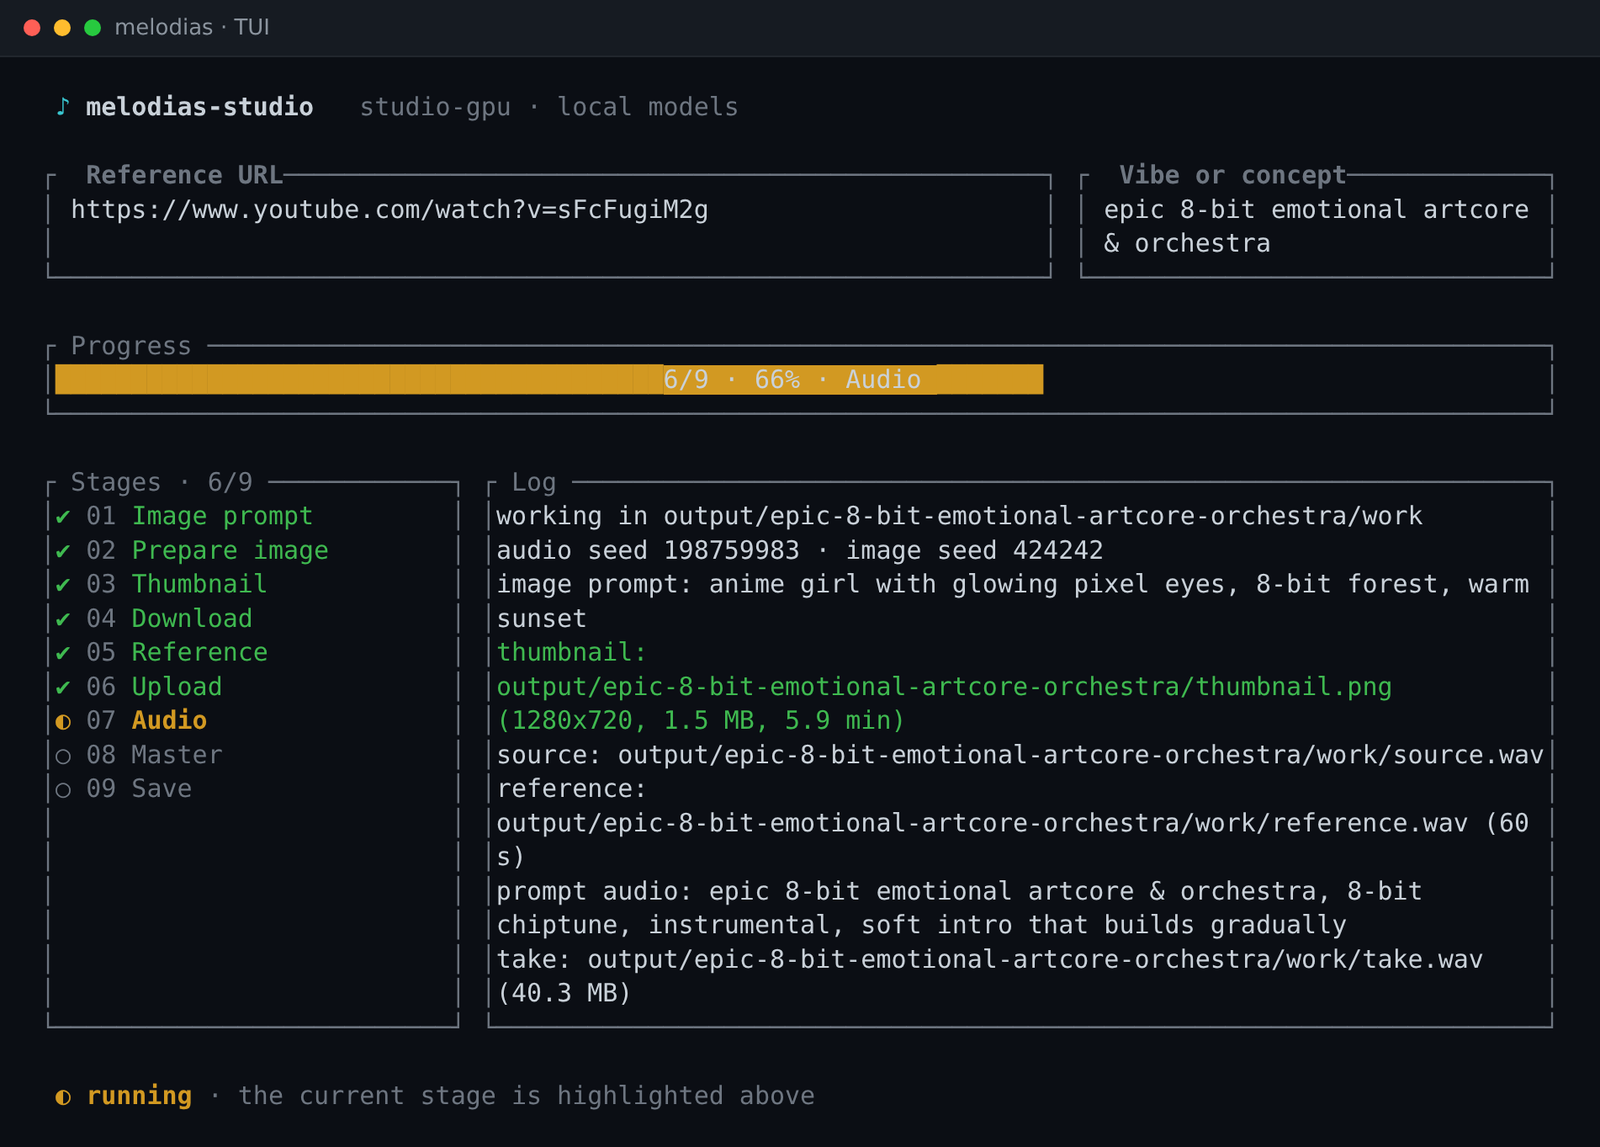 melodias · TUI
♪ melodias-studio studio-gpu · local models
Reference URL
https://www.youtube.com/watch?v=sFcFugiM2g
Vibe or concept
epic 8-bit emotional artcore
& orchestra
Progress
6/9 · 66% · Audio
Stages · 6/9
✔ 01 Image prompt
✔ 02 Prepare image
✔ 03 Thumbnail
✔ 04 Download
✔ 05 Reference
✔ 06 Upload
◐ 07 Audio
○ 08 Master
○ 09 Save
Log
working in output/epic-8-bit-emotional-artcore-orchestra/work
audio seed 198759983 · image seed 424242
image prompt: anime girl with glowing pixel eyes, 8-bit forest, warm
sunset
thumbnail:
output/epic-8-bit-emotional-artcore-orchestra/thumbnail.png
(1280x720, 1.5 MB, 5.9 min)
source: output/epic-8-bit-emotional-artcore-orchestra/work/source.wav
reference:
output/epic-8-bit-emotional-artcore-orchestra/work/reference.wav (60
s)
prompt audio: epic 8-bit emotional artcore & orchestra, 8-bit
chiptune, instrumental, soft intro that builds gradually
take: output/epic-8-bit-emotional-artcore-orchestra/work/take.wav
(40.3 MB)
◐ running · the current stage is highlighted above